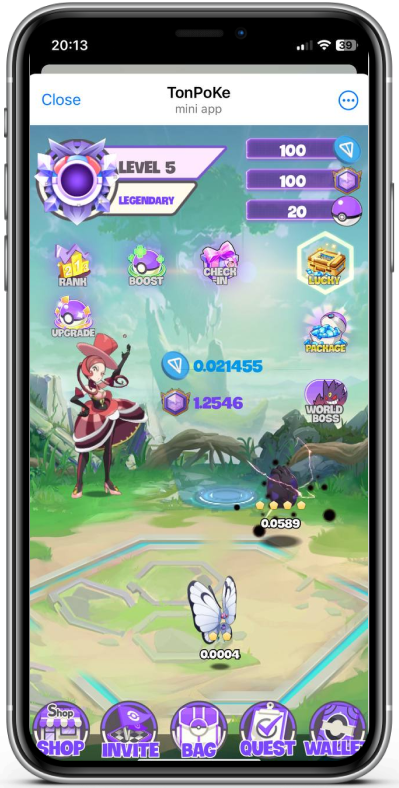 20:13
39
Close
TonPoKe
mini app
LEVEL 5
LEGENDARY
100
100
20
RANK
BOOST
CHECK
-IN
LUCKY
UPGRADE
PACKAGE
0.021455
1.2546
WORLD
BOSS
0.0589
0.0004
Shop
SHOP
INVITE
BAG
QUEST
WALLE